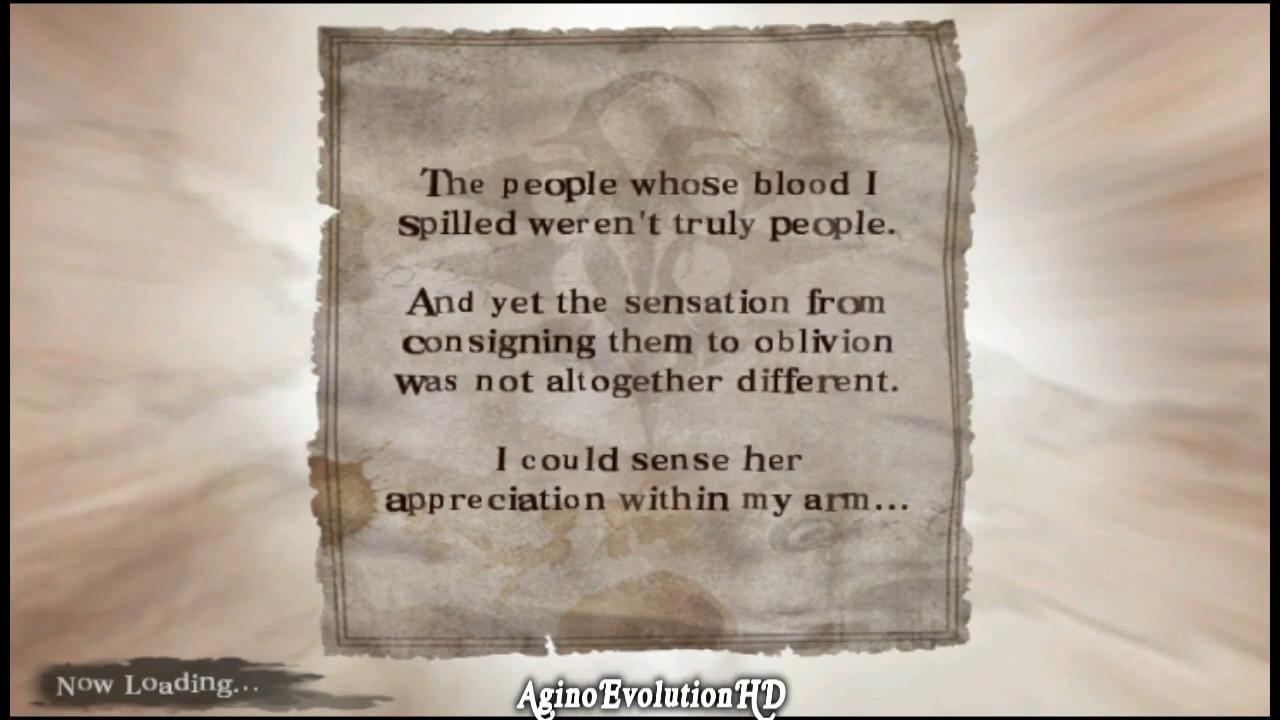 The people whose blood I
spilled weren't truly people.
And yet the sensation from
consigning them to oblivion
was not altogether different.
I could sense her
appreciation within my arm...
Now Loading...
AginoEvolutionHD